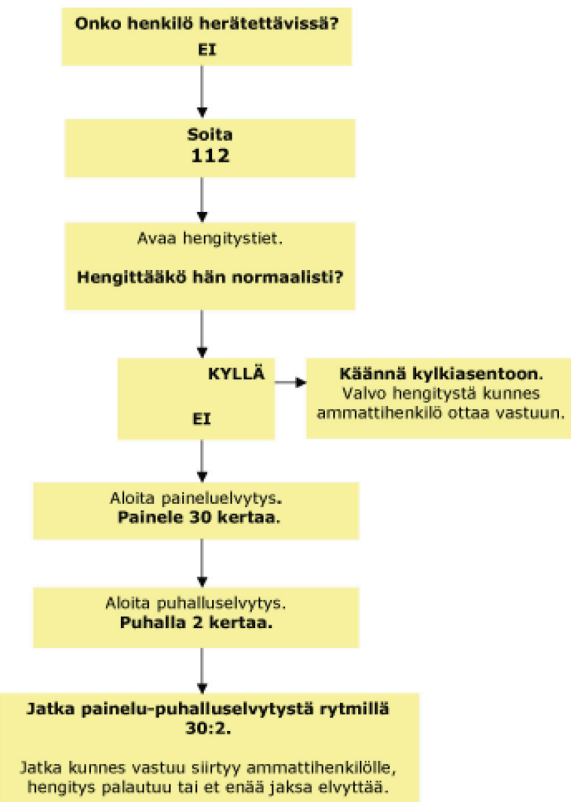 Onko henkilö herätettävissä?
EI
Soita
112
Avaa hengitystiet.
Hengittääkö hän normaalisti?
KYLLÄ
EI
Käännä kylkiasentoon.
Valvo hengitystä kunnes
ammattihenkilö ottaa vastuun.
Aloita paineluelvytys.
Painele 30 kertaa.
Aloita puhalluselvytys.
Puhalla 2 kertaa.
Jatka painelu-puhalluselvytystä rytmillä
30:2.
Jatka kunnes vastuu siirtyy ammattihenkilölle,
hengitys palautuu tai et enää jaksa elvyttää.